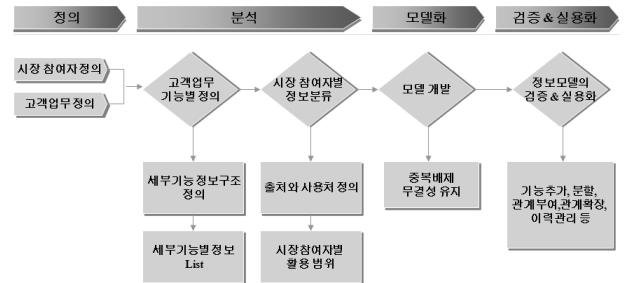 정의
분석
모델화
검증 & 실용화
시장 참여자정의
고객업무정의
고객업무
기능별 정의
시장 참여자별
정보분류
모델 개발
정보모델의
검증 & 실용화
세무기능 정보구조
정의
출처와 사용처 정의
중복배제
무결성 유지
기능추가, 분할,
관계부여,관계확장,
이력관리 등
세무기능별 정보
List
시장참여자별
활용 범위